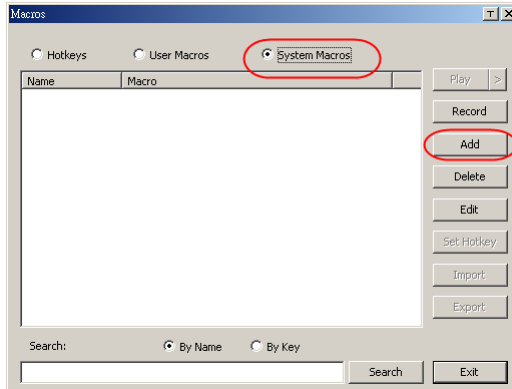 Macros
Hotkeys User Macros System Macros
Name Macro
Play >
Record
Add
Delete
Edit
Set Hotkey
Import
Export
Search: By Name By Key
Search Exit